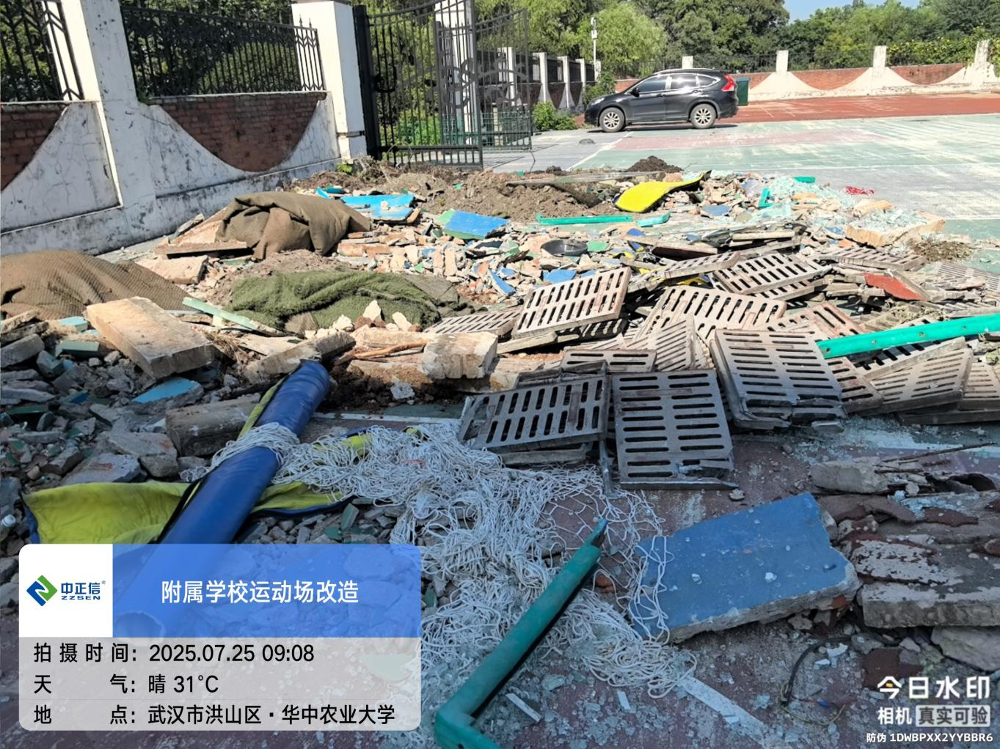 中正信®
ZZSEN
附属学校运动场改造
拍摄时间: 2025.07.25 09:08
天气: 晴 31°C
地点: 武汉市洪山区·华中农业大学
今日水印
相机 真实可验
防伪 1DWBPXX2YYBBR6